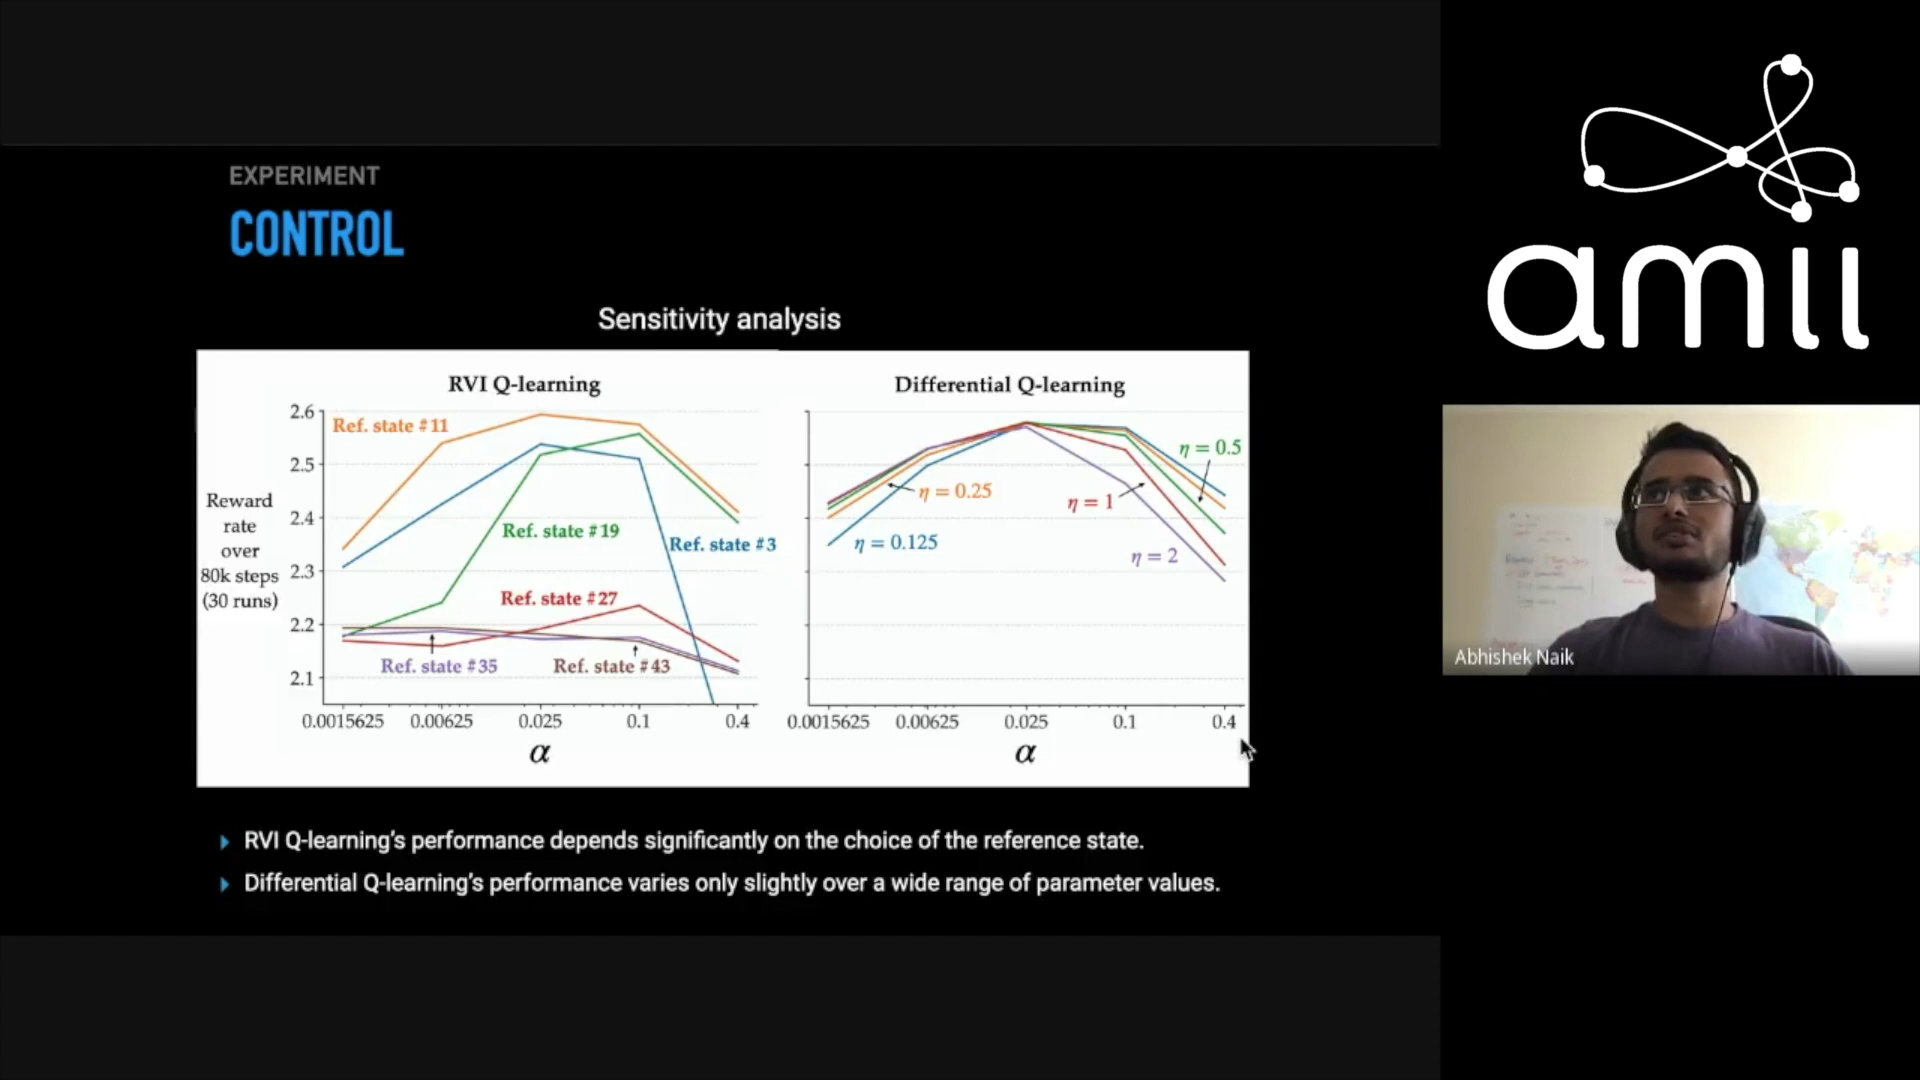 EXPERIMENT
CONTROL
Sensitivity analysis
RVI Q-learning
Differential Q-learning
Reward
rate
over
80k steps
(30 runs)
2.6
2.5
2.4
2.3
2.2
2.1
Ref. state #11
Ref. state #19
Ref. state #3
Ref. state #27
Ref. state #35
Ref. state #43
0.0015625 0.00625 0.025 0.1 0.4
α
η = 0.5
η = 0.25
η = 1
η = 0.125
η = 2
0.0015625 0.00625 0.025 0.1 0.4
α
RVI Q-learning’s performance depends significantly on the choice of the reference state.
Differential Q-learning’s performance varies only slightly over a wide range of parameter values.
amii
Abhishek Naik